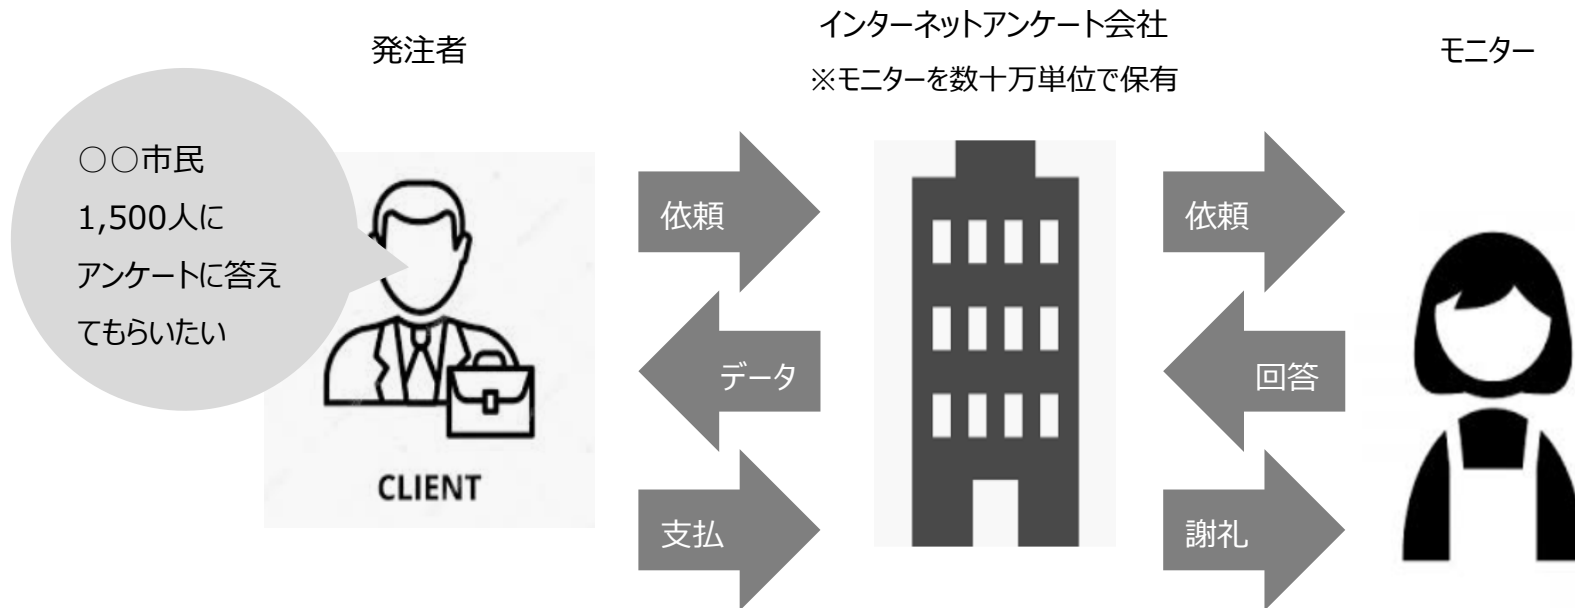 発注者
インターネットアンケート会社
※モニターを数十万単位で保有
モニター
○○市民
1,500人に
アンケートに答え
てもらいたい
CLIENT
依頼
データ
支払
依頼
回答
謝礼